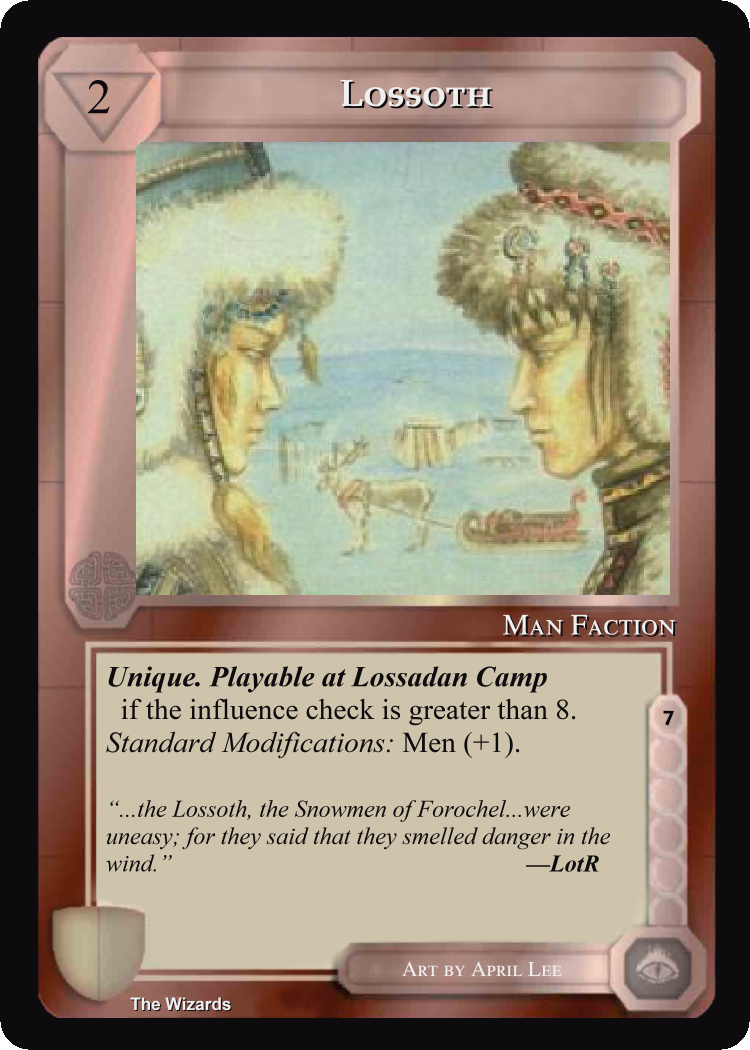 2
Lossoth
Man Faction
Unique. Playable at Lossadan Camp
if the influence check is greater than 8.
Standard Modifications: Men (+1).
7
“...the Lossoth, the Snowmen of Forochel...were
uneasy; for they said that they smelled danger in the
wind.” —LotR
Art by April Lee
The Wizards